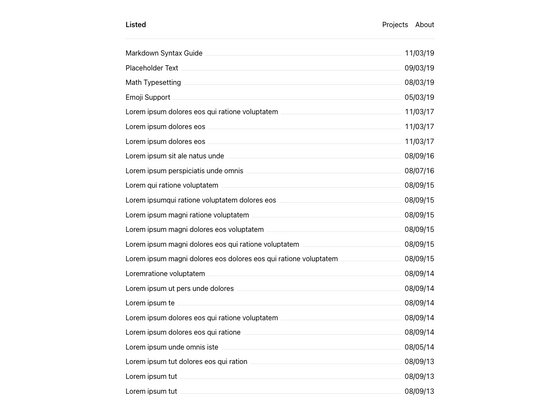 Listed Projects About
Markdown Syntax Guide 11/03/19
Placeholder Text 09/03/19
Math Typesetting 08/03/19
Emoji Support 05/03/19
Lorem ipsum dolores eos qui ratione voluptatem 11/03/17
Lorem ipsum dolores eos 11/03/17
Lorem ipsum dolores eos 11/03/17
Lorem ipsum sit ale natus unde 08/09/16
Lorem ipsum perspiciatis unde omnis 08/07/16
Lorem qui ratione voluptatem 08/09/15
Lorem ipsumqui ratione voluptatem dolores eos 08/09/15
Lorem ipsum magni ratione voluptatem 08/09/15
Lorem ipsum magni dolores eos voluptatem 08/09/15
Lorem ipsum magni dolores eos qui ratione voluptatem 08/09/15
Lorem ipsum magni dolores eos dolores eos qui ratione voluptatem 08/09/15
Loremratione voluptatem 08/09/14
Lorem ipsum ut pers unde dolores 08/09/14
Lorem ipsum te 08/09/14
Lorem ipsum dolores eos qui ratione voluptatem 08/09/14
Lorem ipsum dolores eos qui ratione 08/09/14
Lorem ipsum unde omnis iste 08/05/14
Lorem ipsum tut dolores eos qui ration 08/09/13
Lorem ipsum tut 08/09/13
Lorem ipsum tut 08/09/13